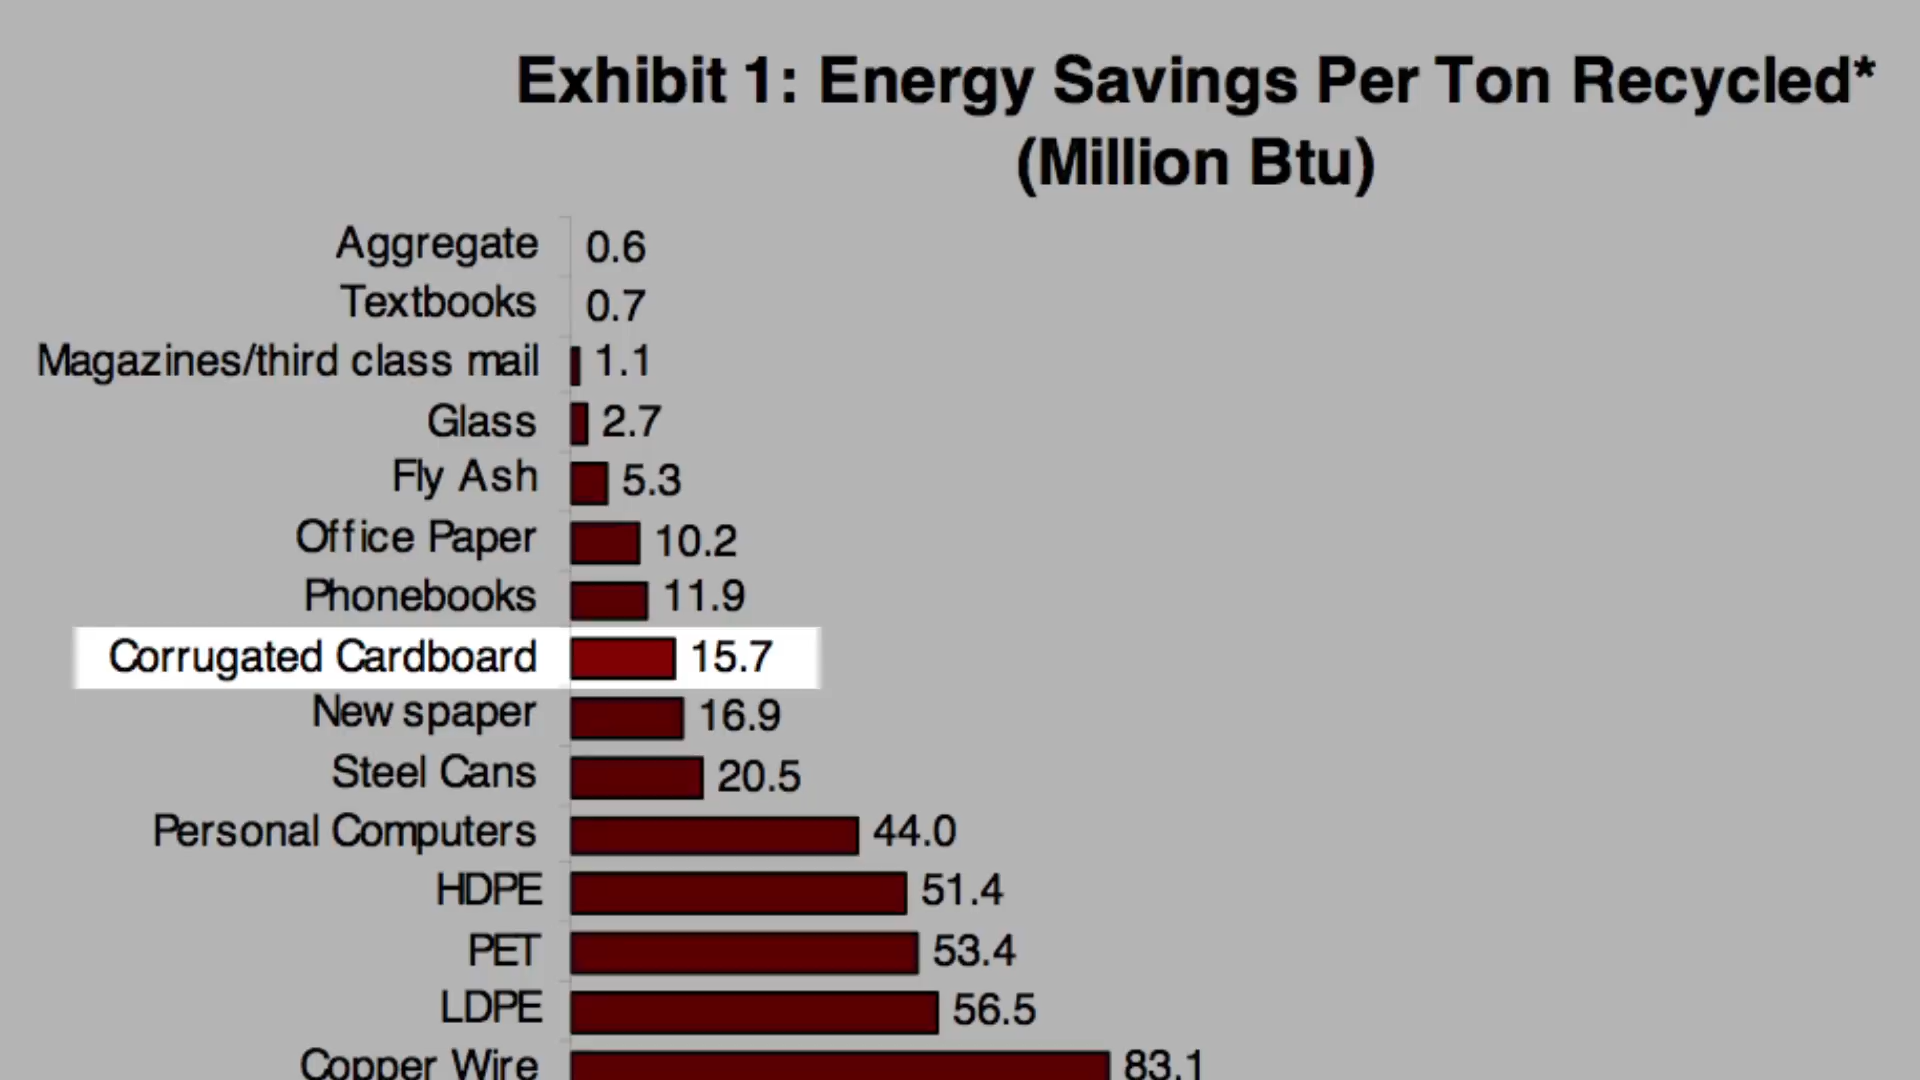 Exhibit 1: Energy Savings Per Ton Recycled*
(Million Btu)
Aggregate 0.6
Textbooks 0.7
Magazines/third class mail 1.1
Glass 2.7
Fly Ash 5.3
Office Paper 10.2
Phonebooks 11.9
Corrugated Cardboard 15.7
Newspaper 16.9
Steel Cans 20.5
Personal Computers 44.0
HDPE 51.4
PET 53.4
LDPE 56.5
Copper Wire 83.1